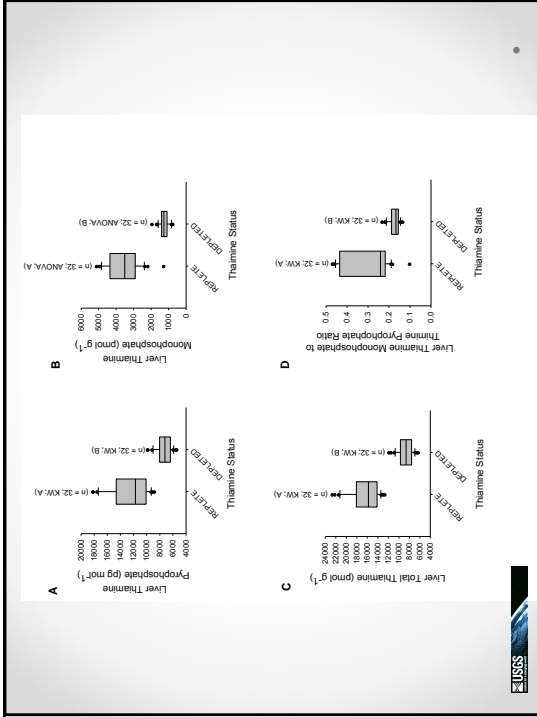 A
Liver Thiamine
Pyrophosphate (pg mol-1)
20000
18000
16000
14000
12000
10000
8000
6000
4000
(n = 32; KW; A)
(n = 32; KW; B)
REPLETE
DEPLETED
Thiamine Status
B
Liver Thiamine
Monophosphate (pmol g-1)
6000
5000
4000
3000
2000
1000
0
(n = 32; ANOVA; A)
(n = 32; ANOVA; B)
REPLETE
DEPLETED
Thaimine Status
C
Liver Total Thiamine (pmol g-1)
24000
22000
20000
18000
16000
14000
12000
10000
8000
6000
4000
(n = 32; KW; A)
(n = 32; KW; B)
REPLETE
DEPLETED
Thiamine Status
D
Liver Thiamine Monophosphate to
Thimine Pyrophophate Ratio
0.5
0.4
0.3
0.2
0.1
0.0
(n = 32; KW; A)
(n = 32; KW; B)
REPLETE
DEPLETED
Thiamine Status
USGS